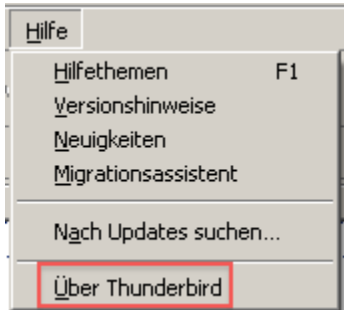 Hilfe
Hilfethemen F1
Versionshinweise
Neuigkeiten
Migrationsassistent
Nach Updates suchen...
Über Thunderbird